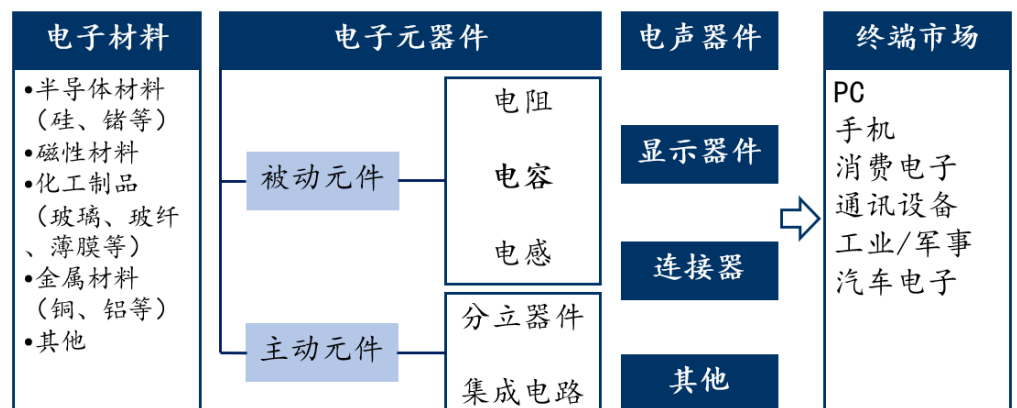 电子材料
•半导体材料
（硅、锗等）
•磁性材料
•化工制品
（玻璃、玻纤
、薄膜等）
•金属材料
（铜、铝等）
•其他
电子元器件
被动元件
电阻
电容
电感
主动元件
分立器件
集成电路
电声器件
显示器件
连接器
其他
终端市场
PC
手机
消费电子
通讯设备
工业/军事
汽车电子